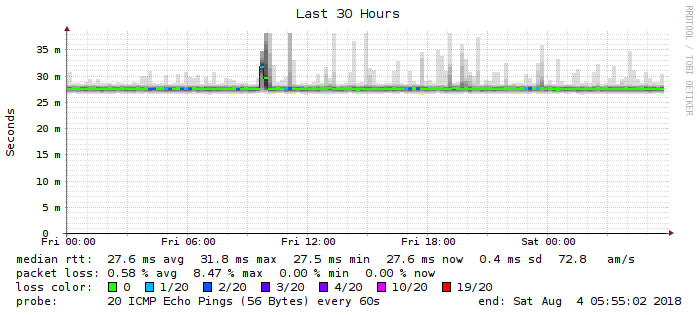 Last 30 Hours
RRDTOOL / TOBI OETIKER
Seconds
35 m
30 m
25 m
20 m
15 m
10 m
5 m
0
Fri 00:00 Fri 06:00 Fri 12:00 Fri 18:00 Sat 00:00
median rtt: 27.6 ms avg 31.8 ms max 27.5 ms min 27.6 ms now 0.4 ms sd 72.8 am/s
packet loss: 0.58 % avg 8.47 % max 0.00 % min 0.00 % now
loss color: 0 1/20 2/20 3/20 4/20 10/20 19/20
probe: 20 ICMP Echo Pings (56 Bytes) every 60s end: Sat Aug 4 05:55:02 2018